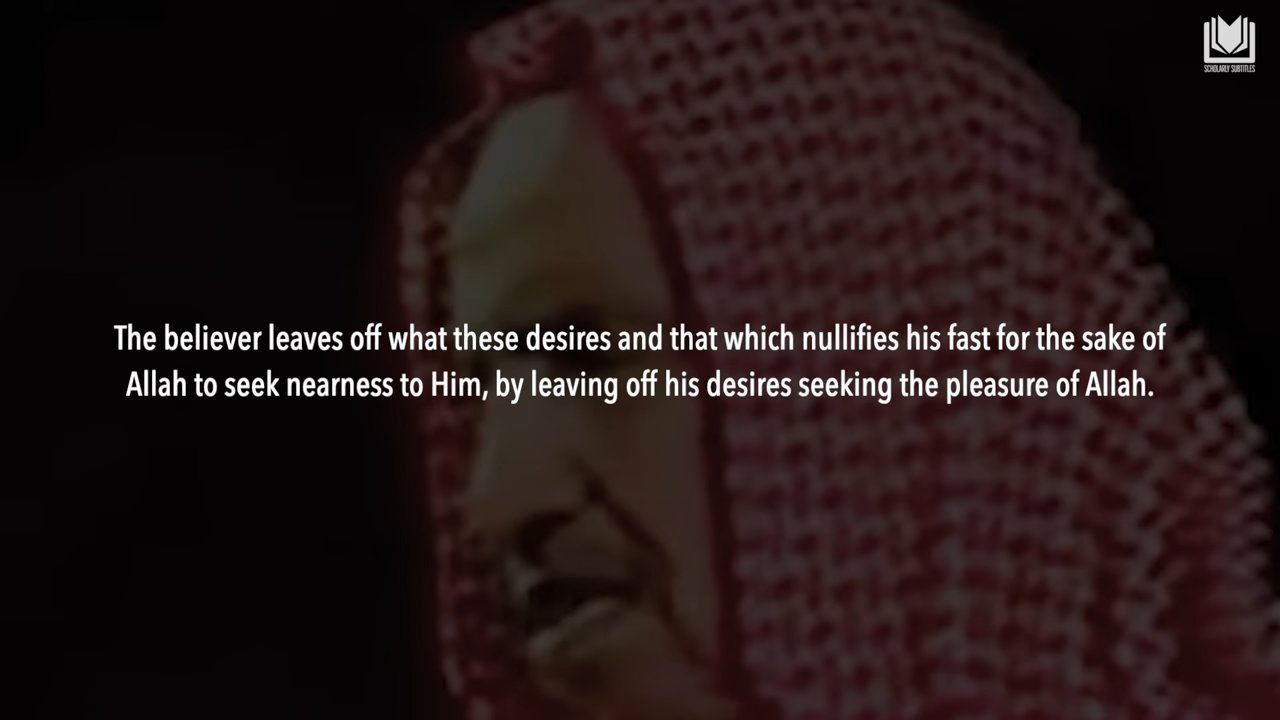 SCHOLARLY SUBTITLES
The believer leaves off what these desires and that which nullifies his fast for the sake of
Allah to seek nearness to Him, by leaving off his desires seeking the pleasure of Allah.